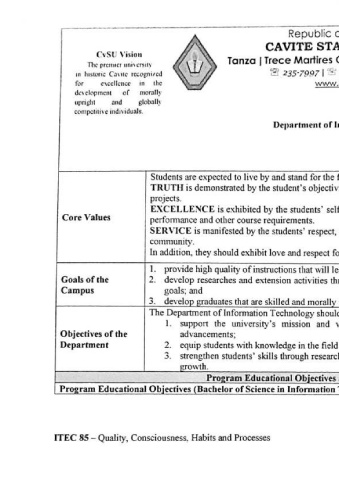 Republic o
CvSU Vision
CAVITE STA
The premier university
in historic Cavite recognized
for excellence in the
development of morally
upright and globally
competitive individuals.
Tanza | Trece Martires C
☏ 235-7997 | ☏
www.
Department of In
Core Values
Students are expected to live by and stand for the f
TRUTH is demonstrated by the student's objectiv
projects.
EXCELLENCE is exhibited by the students' self
performance and other course requirements.
SERVICE is manifested by the students' respect,
community.
In addition, they should exhibit love and respect fo
Goals of the
Campus
1. provide high quality of instructions that will le
2. develop researches and extension activities th
goals; and
3. develop graduates that are skilled and morally
Objectives of the
Department
The Department of Information Technology shoul
1. support the university's mission and v
advancements;
2. equip students with knowledge in the field
3. strengthen students' skills through researc
growth.
Program Educational Objectives
Program Educational Objectives (Bachelor of Science in Information T
ITEC 85 – Quality, Consciousness, Habits and Processes